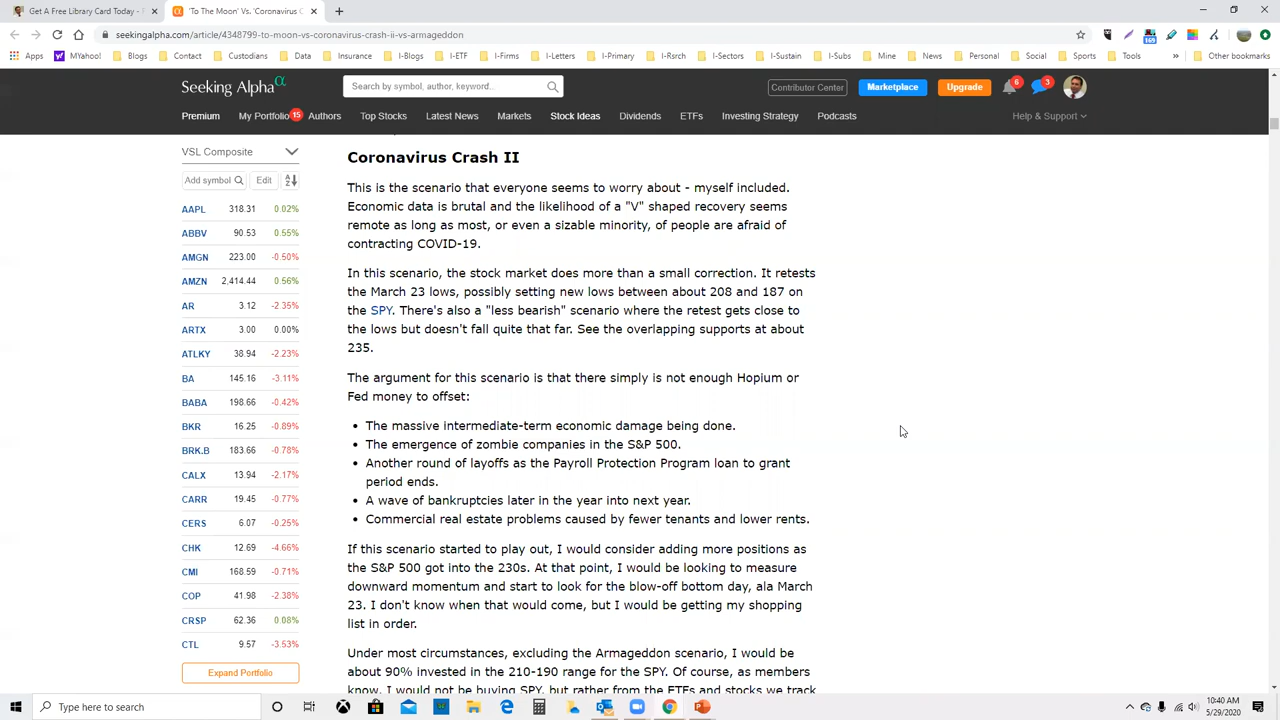 Get A Free Library Card Today -
'To The Moon' Vs. 'Coronavirus C
seekingalpha.com/article/4348799-to-moon-vs-coronavirus-crash-ii-vs-armageddon
Apps MYahoo! Blogs Contact Custodians Data Insurance I-Blogs I-ETF I-Firms I-Letters I-Primary I-Rsrch I-Sectors I-Sustain I-Subs Mine News Personal Social Sports Tools » Other bookmarks
Seeking Alpha α
Search by symbol, author, keyword..
Contributor Center
Marketplace
Upgrade
6
3
Premium My Portfolio 15 Authors Top Stocks Latest News Markets Stock Ideas Dividends ETFs Investing Strategy Podcasts Help & Support
VSL Composite
Add symbol Edit
AAPL 318.31 0.02%
ABBV 90.53 0.55%
AMGN 223.00 -0.50%
AMZN 2,414.44 0.56%
AR 3.12 -2.35%
ARTX 3.00 0.00%
ATLKY 38.94 -2.23%
BA 145.16 -3.11%
BABA 198.66 -0.42%
BKR 16.25 -0.89%
BRK.B 183.66 -0.78%
CALX 13.94 -2.17%
CARR 19.45 -0.77%
CERS 6.07 -0.25%
CHK 12.69 -4.66%
CMI 168.59 -0.71%
COP 41.98 -2.38%
CRSP 62.36 0.08%
CTL 9.57 -3.53%
Expand Portfolio
Coronavirus Crash II
This is the scenario that everyone seems to worry about - myself included.
Economic data is brutal and the likelihood of a "V" shaped recovery seems
remote as long as most, or even a sizable minority, of people are afraid of
contracting COVID-19.
In this scenario, the stock market does more than a small correction. It retests
the March 23 lows, possibly setting new lows between about 208 and 187 on
the SPY. There's also a "less bearish" scenario where the retest gets close to
the lows but doesn't fall quite that far. See the overlapping supports at about
235.
The argument for this scenario is that there simply is not enough Hopium or
Fed money to offset:
• The massive intermediate-term economic damage being done.
• The emergence of zombie companies in the S&P 500.
• Another round of layoffs as the Payroll Protection Program loan to grant
period ends.
• A wave of bankruptcies later in the year into next year.
• Commercial real estate problems caused by fewer tenants and lower rents.
If this scenario started to play out, I would consider adding more positions as
the S&P 500 got into the 230s. At that point, I would be looking to measure
downward momentum and start to look for the blow-off bottom day, ala March
23. I don't know when that would come, but I would be getting my shopping
list in order.
Under most circumstances, excluding the Armageddon scenario, I would be
about 90% invested in the 210-190 range for the SPY. Of course, as members
know, I would not be buying SPY, but rather from the ETFs and stocks we track
Type here to search
10:40 AM
5/29/2020